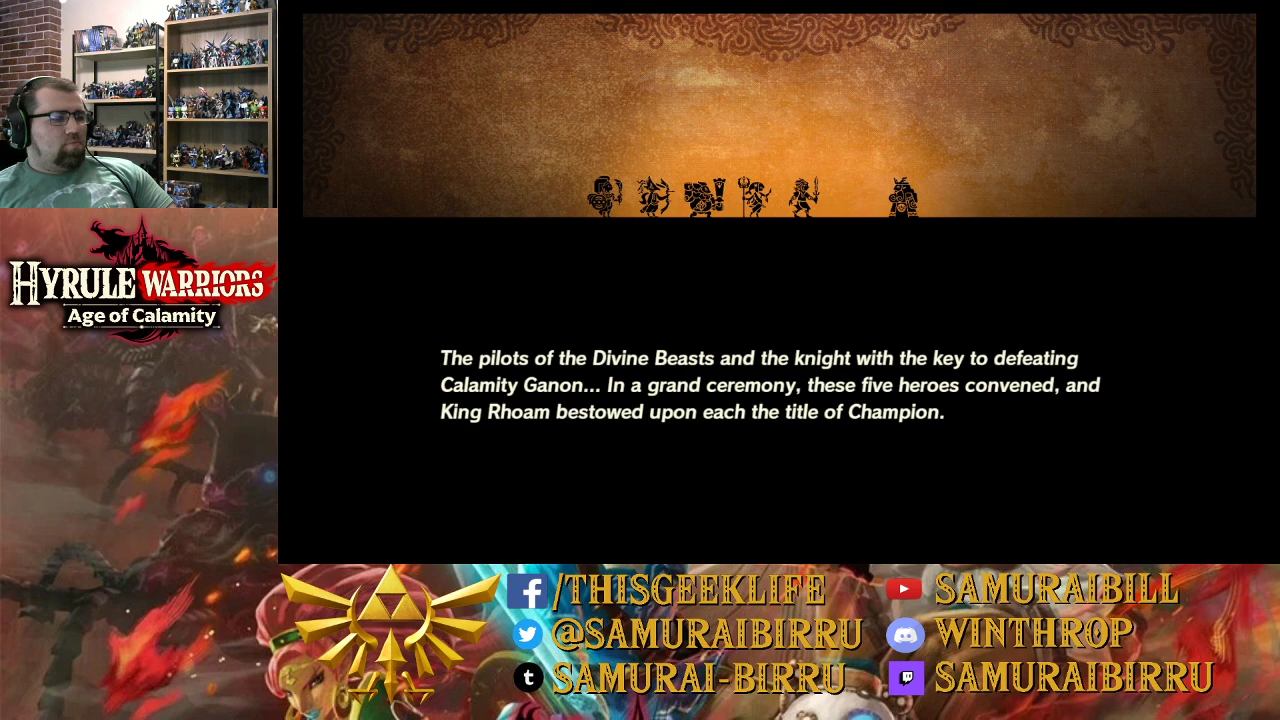 HYRULE WARRIORS
Age of Calamity
The pilots of the Divine Beasts and the knight with the key to defeating
Calamity Ganon... In a grand ceremony, these five heroes convened, and
King Rhoam bestowed upon each the title of Champion.
/THISGEEKLIFE
SAMURAIBILL
@SAMURAIBIRRU
WINTHROP
SAMURAI-BIRRU
SAMURAIBIRRU